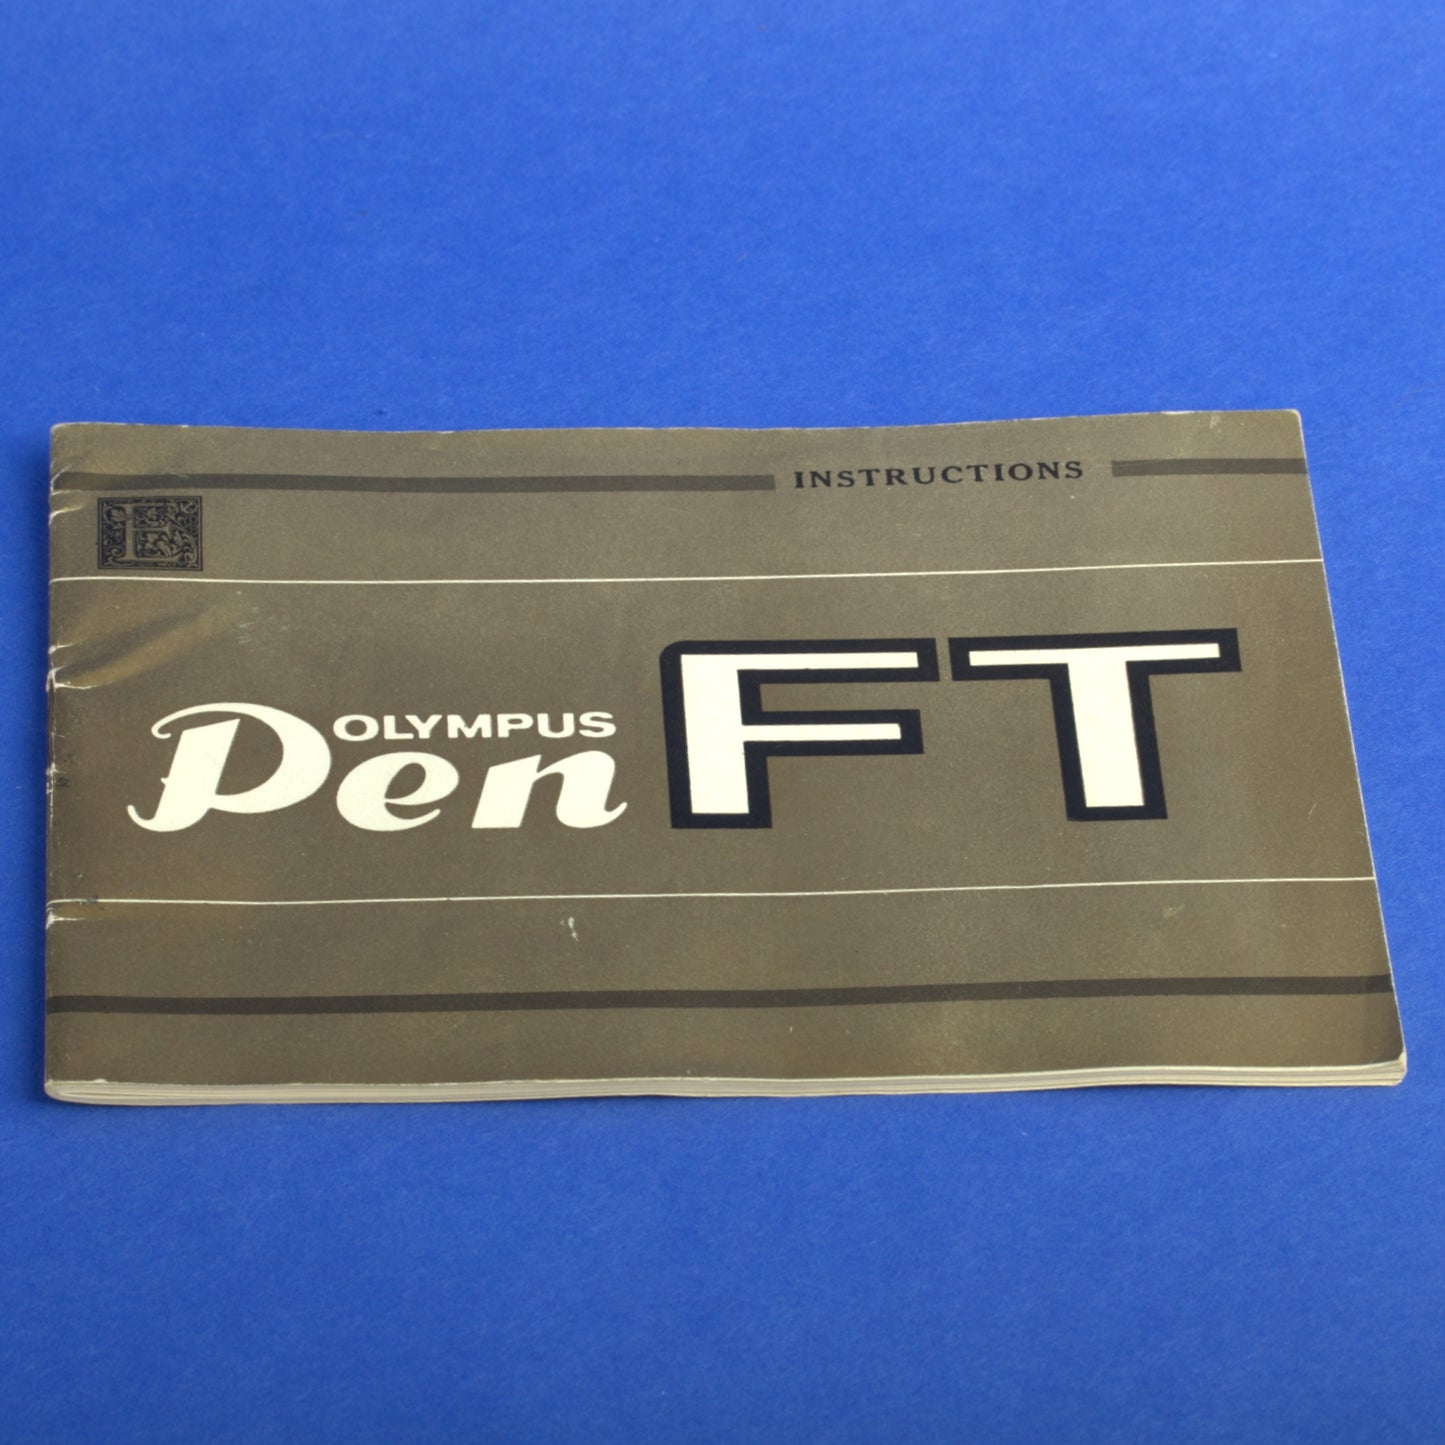 INSTRUCTIONS
E
OLYMPUS
Pen FT